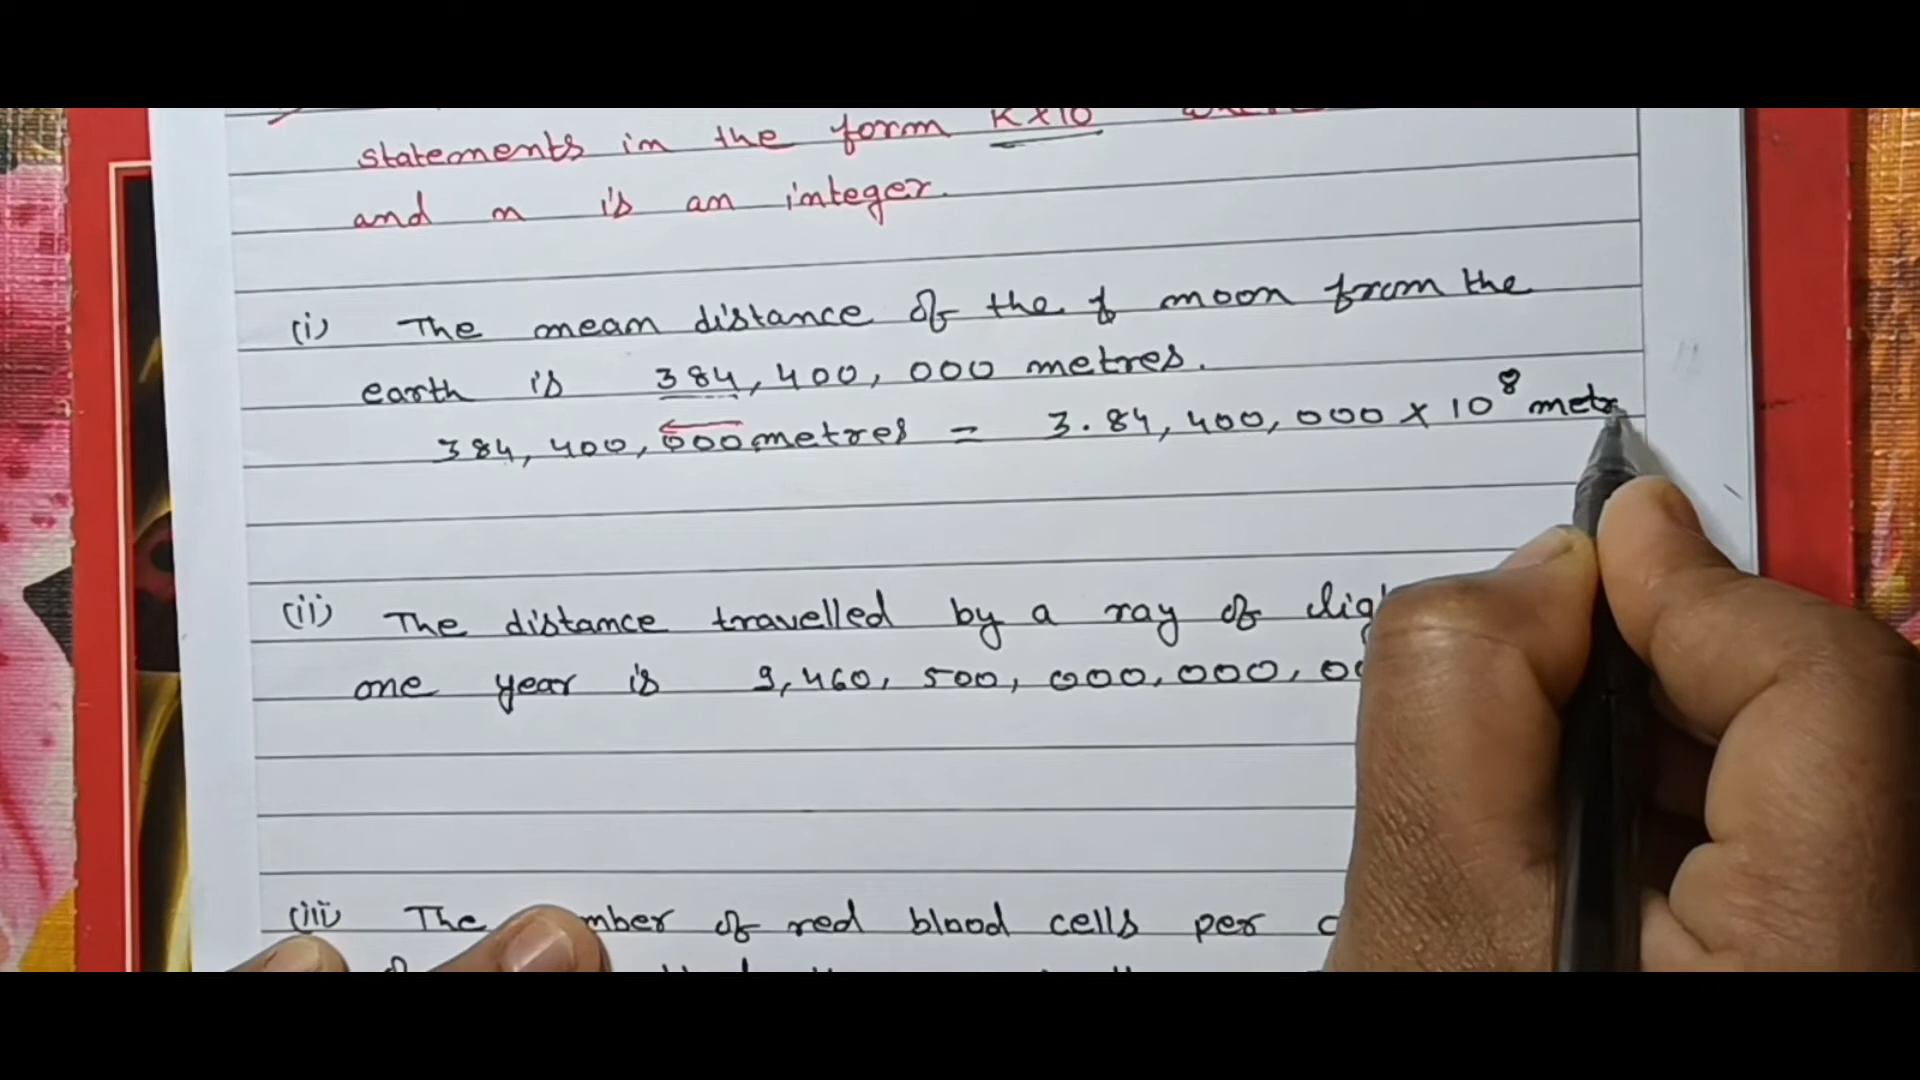 statements in the form K×10
and n is an integer.
(i) The mean distance of the moon from the
earth is 384,400,000 metres.
384,400,000 metres = 3.84,400,000 × 10⁸ metr
(ii) The distance travelled by a ray of
one year is 9,460,500,000,000,
(iii) The of red blood cells per